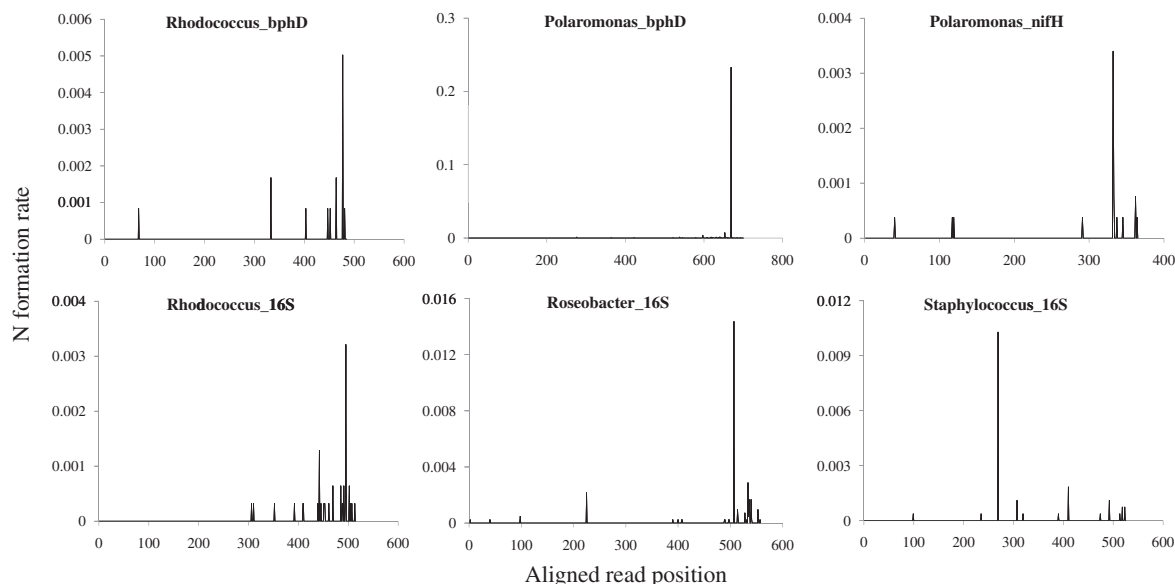 Rhodococcus_bphD
0.006
0.005
0.004
0.003
0.002
0.001
0
0 100 200 300 400 500 600
Polaromonas_bphD
0.3
0.2
0.1
0
0 200 400 600 800
Polaromonas_nifH
0.004
0.003
0.002
0.001
0
0 100 200 300 400
N formation rate
Rhodococcus_16S
0.004
0.003
0.002
0.001
0
0 100 200 300 400 500 600
Roseobacter_16S
0.016
0.012
0.008
0.004
0
0 100 200 300 400 500 600
Staphylococcus_16S
0.012
0.009
0.006
0.003
0
0 100 200 300 400 500 600
Aligned read position